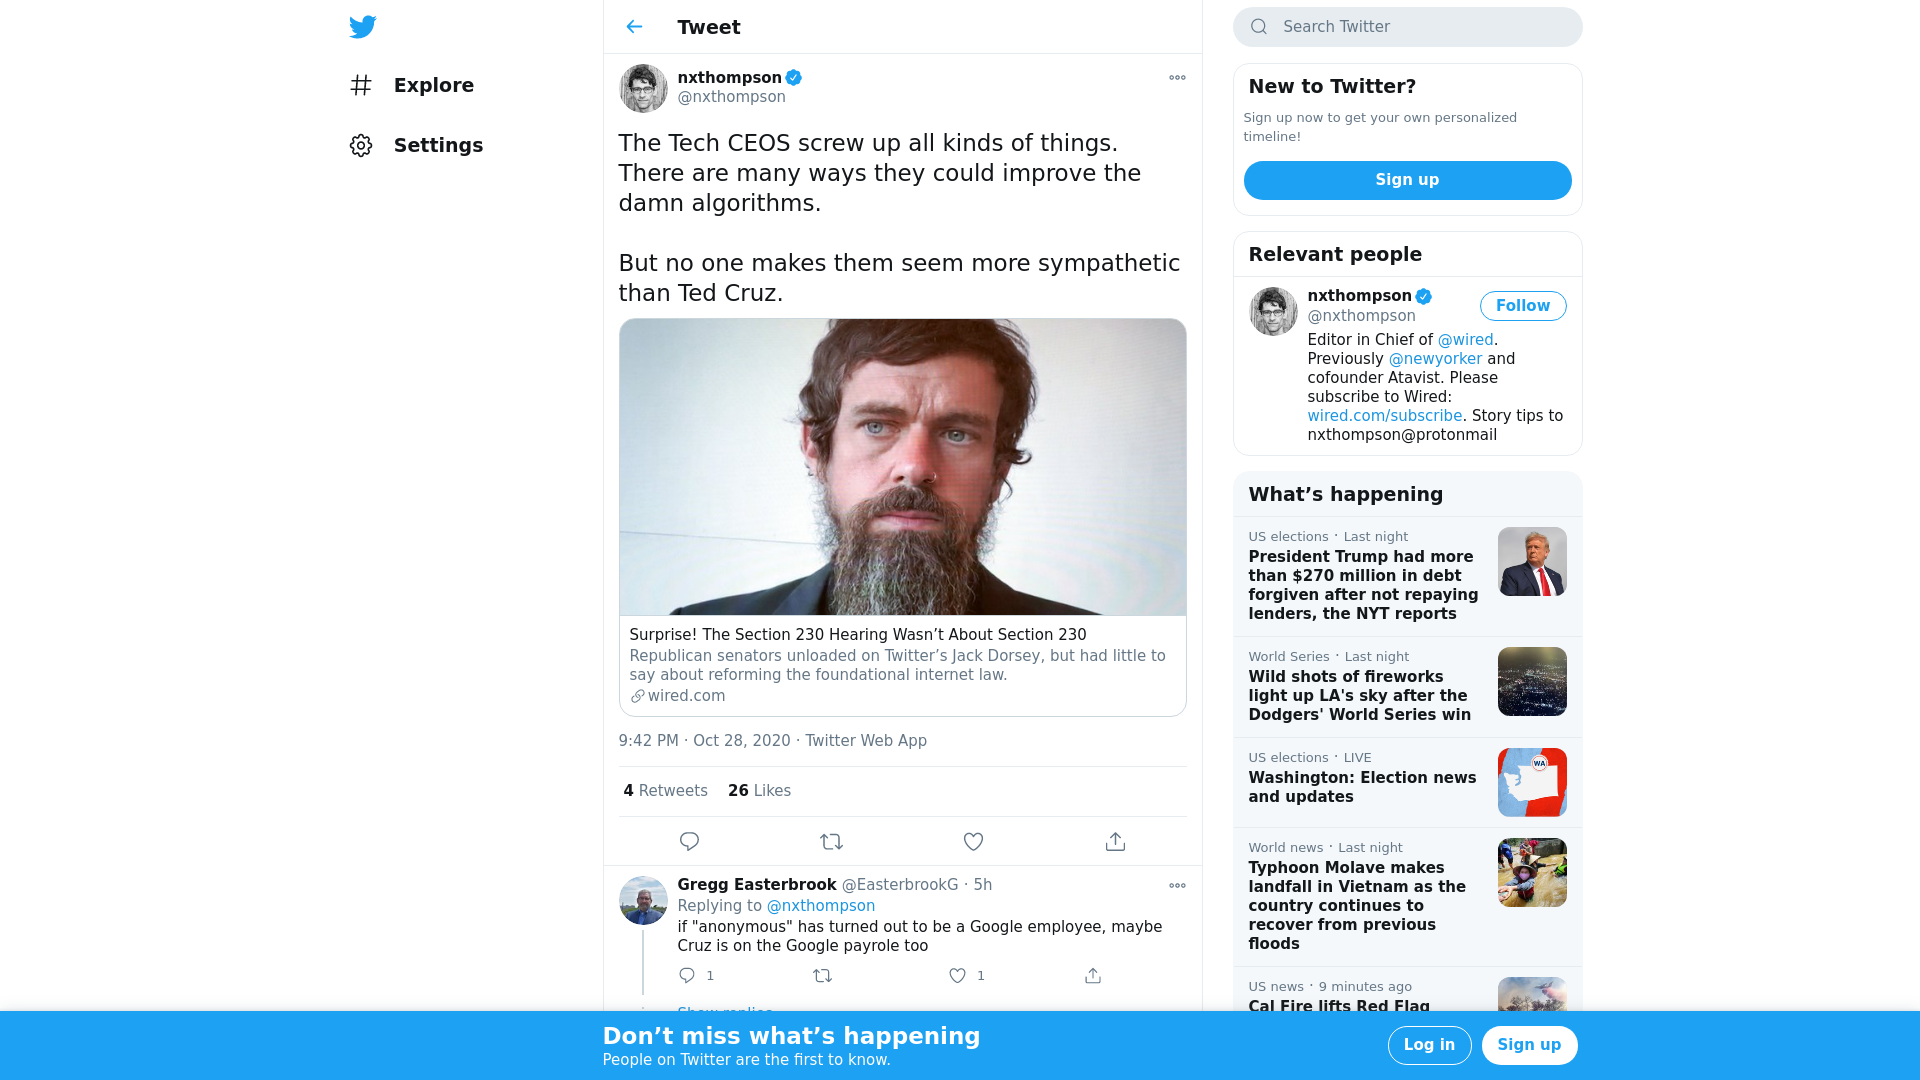 Explore
Settings
Tweet
nxthompson
@nxthompson
The Tech CEOS screw up all kinds of things.
There are many ways they could improve the
damn algorithms.
But no one makes them seem more sympathetic
than Ted Cruz.
Surprise! The Section 230 Hearing Wasn’t About Section 230
Republican senators unloaded on Twitter’s Jack Dorsey, but had little to
say about reforming the foundational internet law.
wired.com
9:42 PM · Oct 28, 2020 · Twitter Web App
4 Retweets 26 Likes
Gregg Easterbrook @EasterbrookG · 5h
Replying to @nxthompson
if "anonymous" has turned out to be a Google employee, maybe
Cruz is on the Google payrole too
1 1
Show replies
Search Twitter
New to Twitter?
Sign up now to get your own personalized
timeline!
Sign up
Relevant people
nxthompson
@nxthompson
Follow
Editor in Chief of @wired.
Previously @newyorker and
cofounder Atavist. Please
subscribe to Wired:
wired.com/subscribe. Story tips to
nxthompson@protonmail
What’s happening
US elections · Last night
President Trump had more
than $270 million in debt
forgiven after not repaying
lenders, the NYT reports
World Series · Last night
Wild shots of fireworks
light up LA's sky after the
Dodgers' World Series win
US elections · LIVE
Washington: Election news
and updates
WA
World news · Last night
Typhoon Molave makes
landfall in Vietnam as the
country continues to
recover from previous
floods
US news · 9 minutes ago
Cal Fire lifts Red Flag
Don’t miss what’s happening
People on Twitter are the first to know.
Log in
Sign up